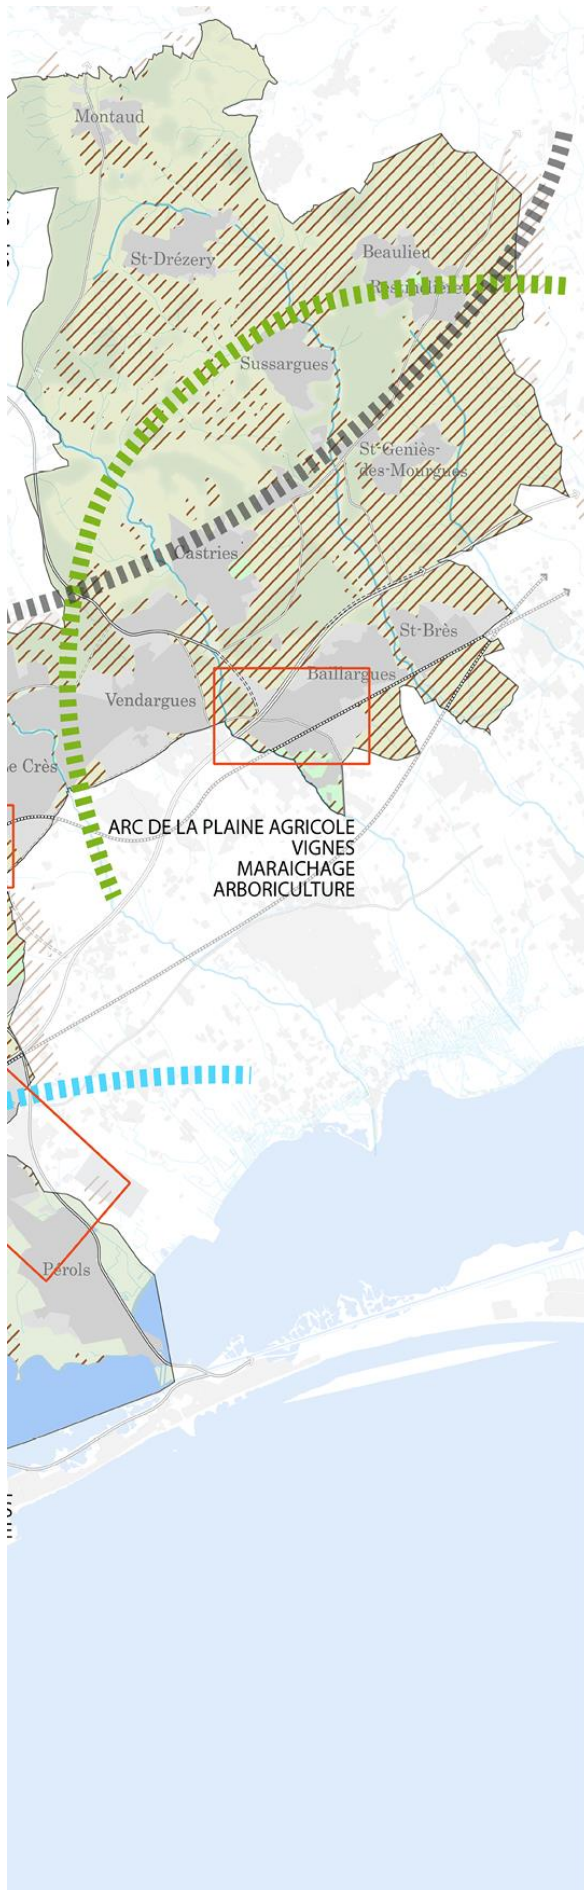 Montaud
St-Drézery
Beaulieu
Restinclières
Sussargues
St-Geniès-
des-Mourgues
Castries
St-Brès
Baillargues
Vendargues
Crès
ARC DE LA PLAINE AGRICOLE
VIGNES
MARAICHAGE
ARBORICULTURE
Pérols